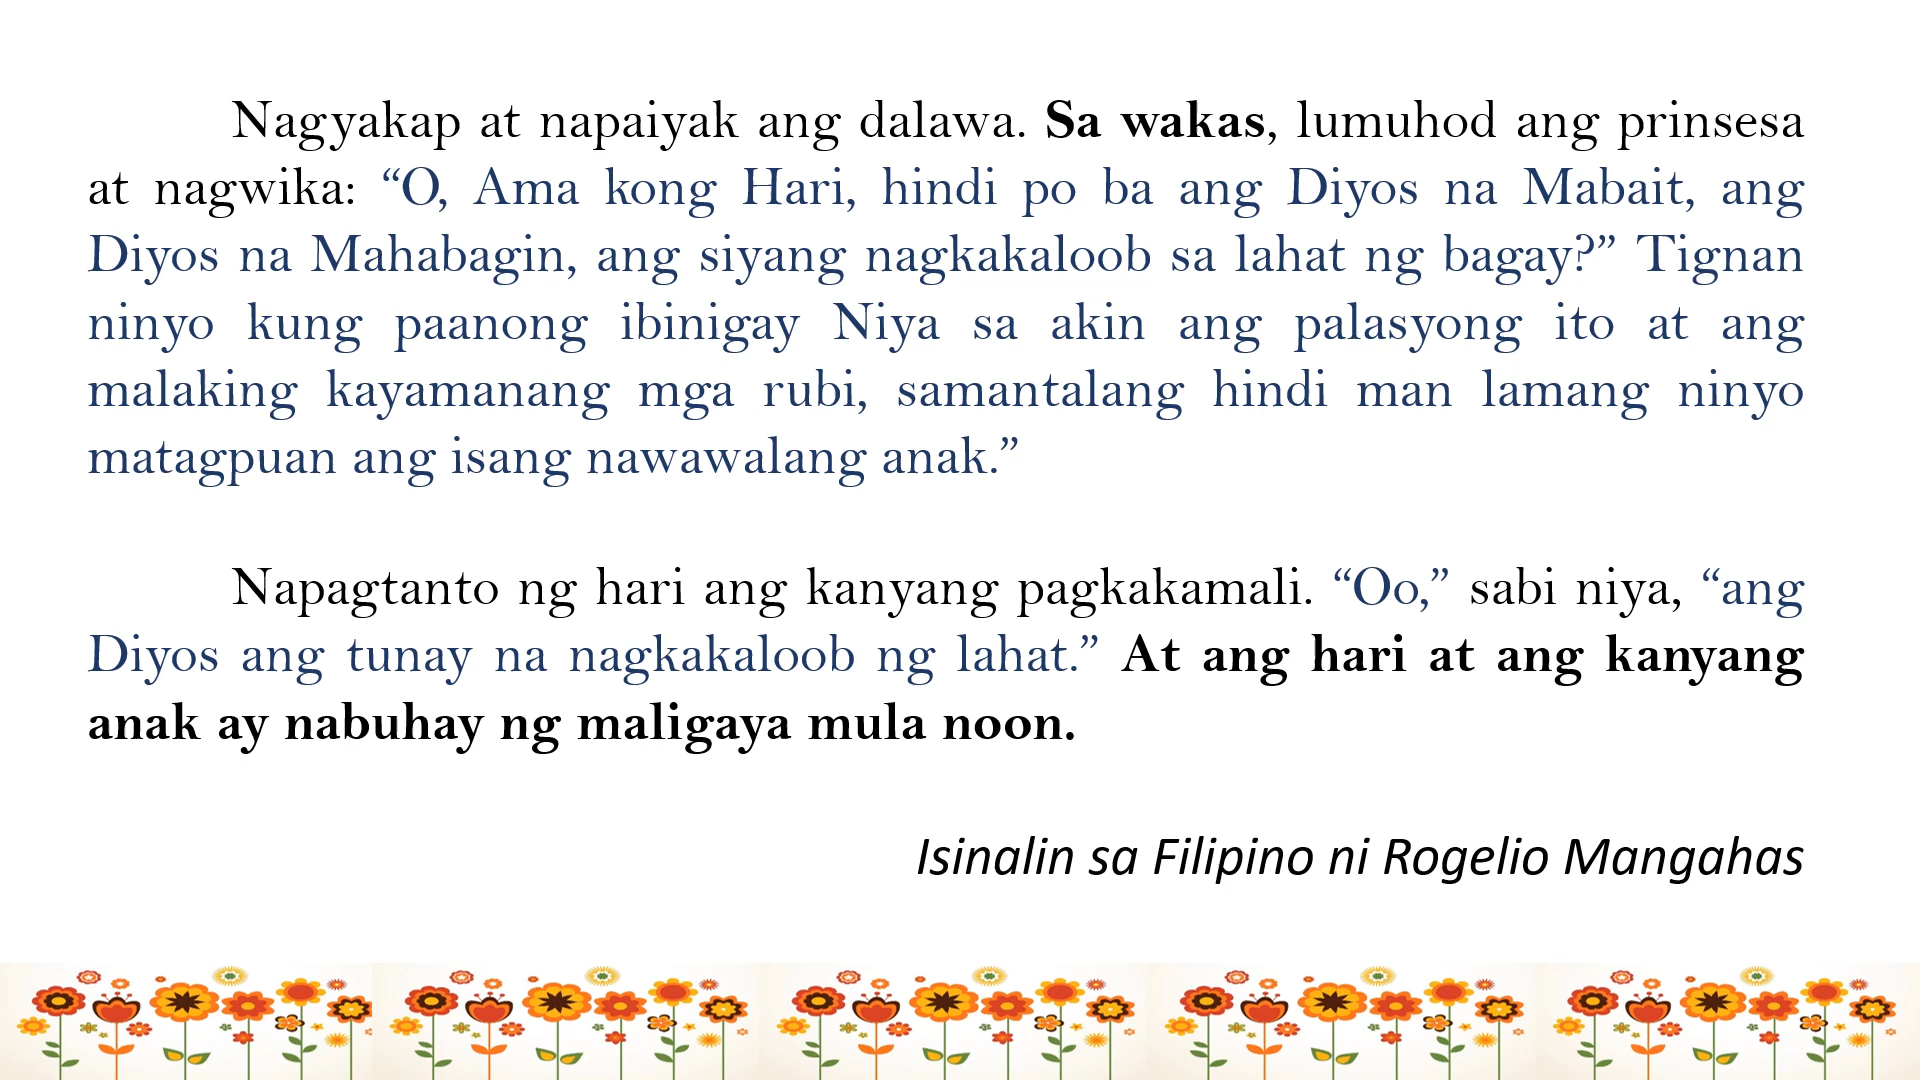 Nagyakap at napaiyak ang dalawa. Sa wakas, lumuhod ang prinsesa
at nagwika: “O, Ama kong Hari, hindi po ba ang Diyos na Mabait, ang
Diyos na Mahabagin, ang siyang nagkakaloob sa lahat ng bagay?” Tignan
ninyo kung paanong ibinigay Niya sa akin ang palasyong ito at ang
malaking kayamanang mga rubi, samantalang hindi man lamang ninyo
matagpuan ang isang nawawalang anak.”
Napagtanto ng hari ang kanyang pagkakamali. “Oo,” sabi niya, “ang
Diyos ang tunay na nagkakaloob ng lahat.” At ang hari at ang kanyang
anak ay nabuhay ng maligaya mula noon.
Isinalin sa Filipino ni Rogelio Mangahas